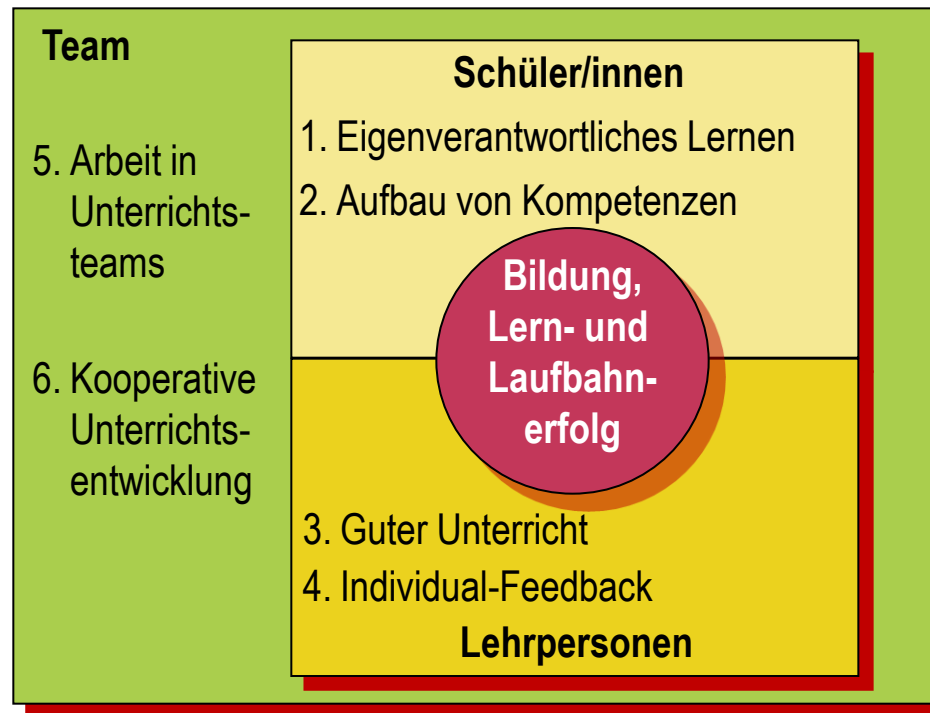 Team
5. Arbeit in
Unterrichts-
teams
6. Kooperative
Unterrichts-
entwicklung
Schüler/innen
1. Eigenverantwortliches Lernen
2. Aufbau von Kompetenzen
Bildung,
Lern- und
Laufbahn-
erfolg
3. Guter Unterricht
4. Individual-Feedback
Lehrpersonen